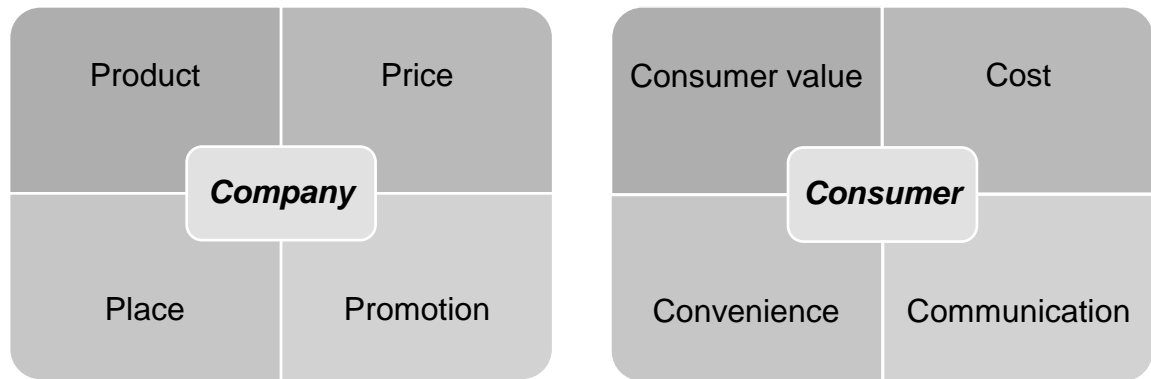 Product
Price
Company
Place
Promotion
Consumer value
Cost
Consumer
Convenience
Communication